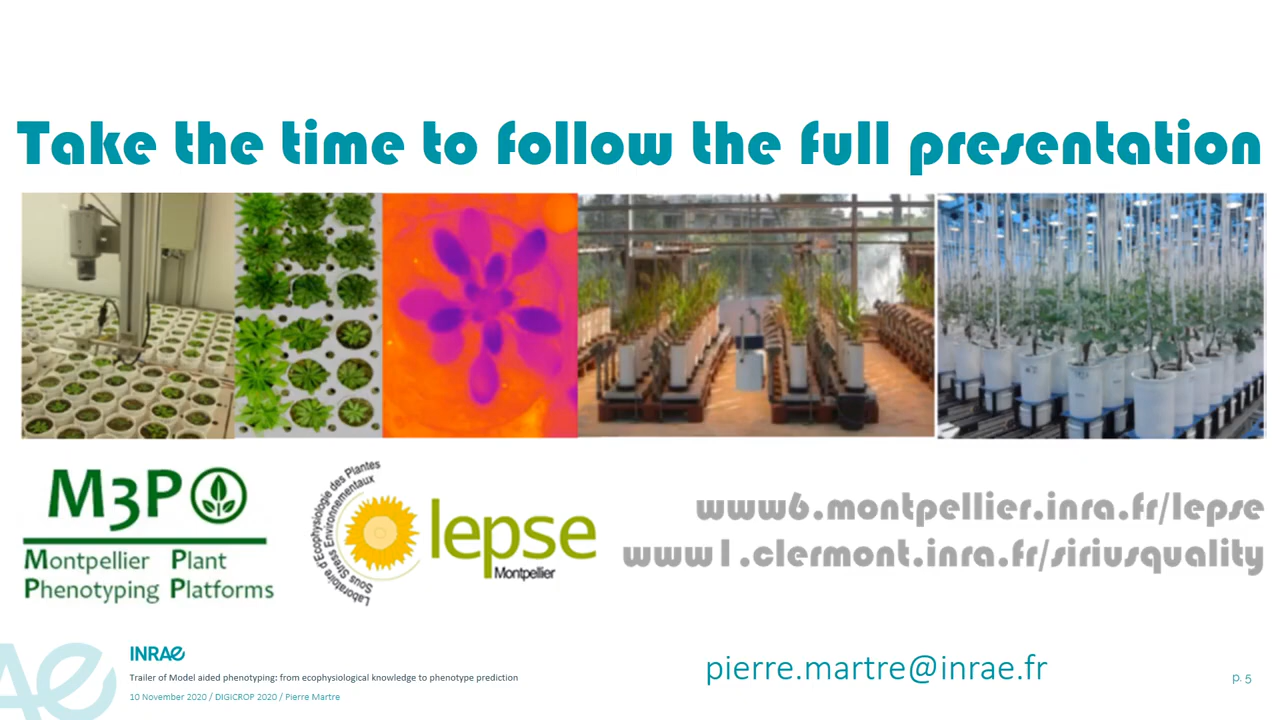 Take the time to follow the full presentation
M3P
Montpellier Plant
Phenotyping Platforms
Laboratoire d'Ecophysiologie des Plantes
Sous Stress Environnementaux
lepse
Montpellier
www6.montpellier.inra.fr/lepse
www1.clermont.inra.fr/siriusquality
INRAE
Trailer of Model aided phenotyping: from ecophysiological knowledge to phenotype prediction
10 November 2020 / DIGICROP 2020 / Pierre Martre
pierre.martre@inrae.fr
p. 5